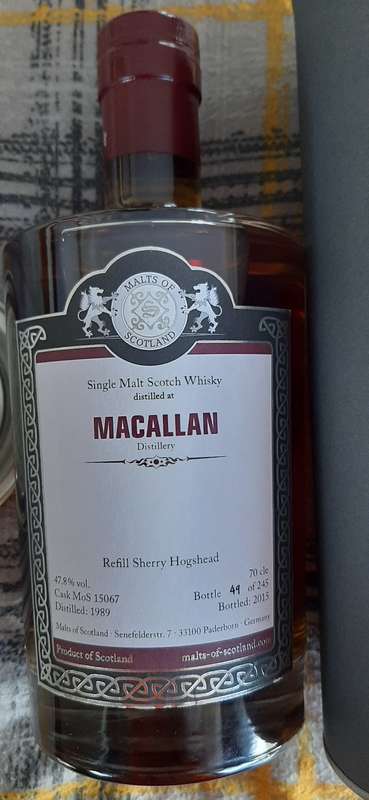 MALTS OF
SCOTLAND
Single Malt Scotch Whisky
distilled at
MACALLAN
Distillery
Refill Sherry Hogshead
47.8% vol. 70 cle
Cask MoS 15067 Bottle 49 of 245
Distilled: 1989 Bottled: 2015
Malts of Scotland · Senefelderstr. 7 · 33100 Paderborn · Germany
Product of Scotland malts-of-scotland.com